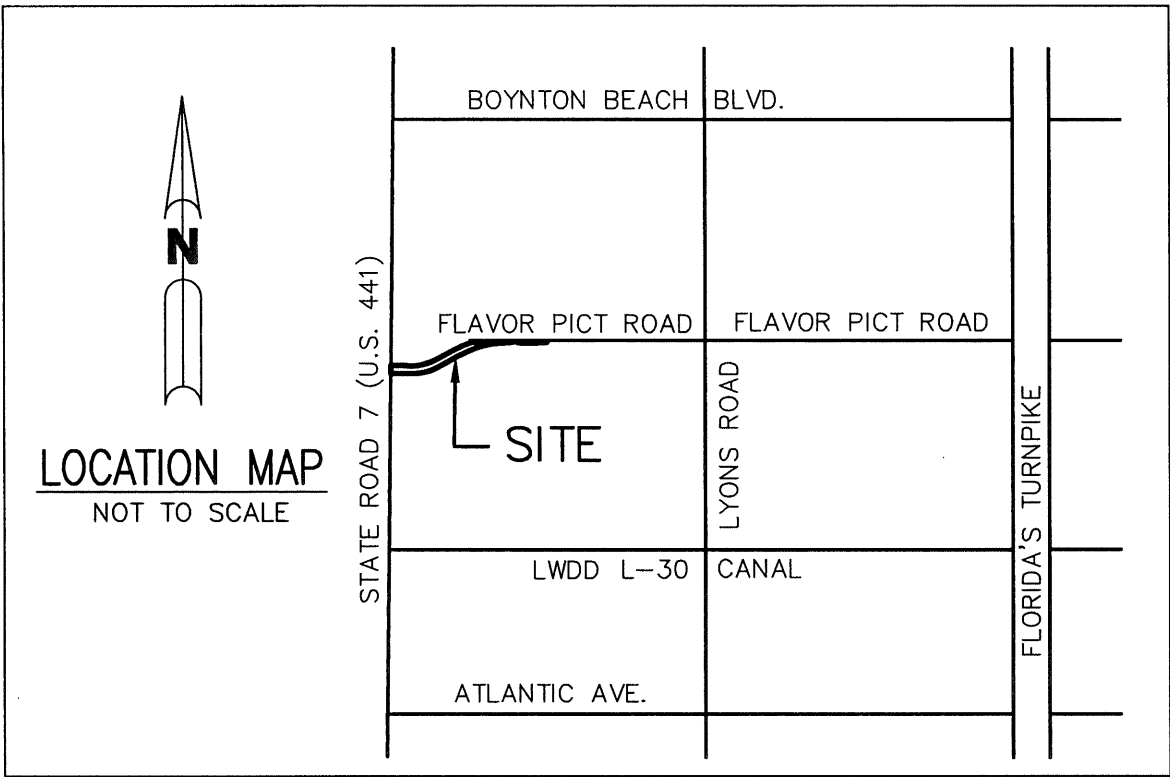 BOYNTON BEACH BLVD.
N
STATE ROAD 7 (U.S. 441)
FLAVOR PICT ROAD
FLAVOR PICT ROAD
SITE
LYONS ROAD
FLORIDA'S TURNPIKE
LOCATION MAP
NOT TO SCALE
LWDD L-30 CANAL
ATLANTIC AVE.